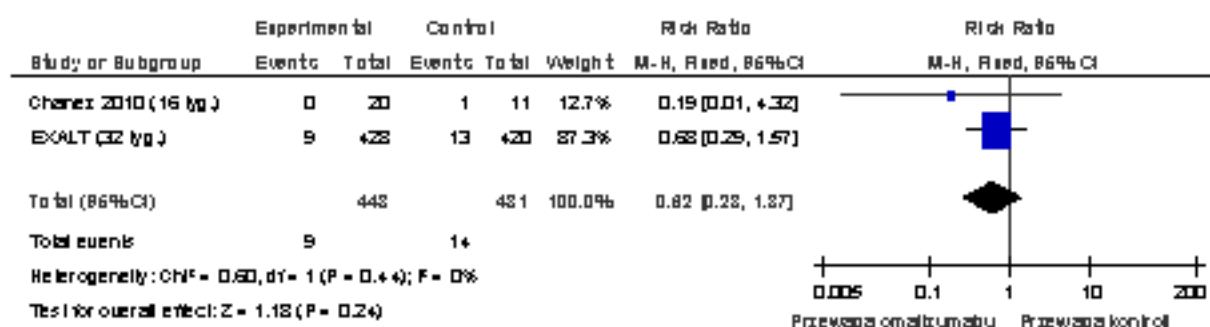 Experimental Control Risk Ratio Risk Ratio
Study or Subgroup Events Total Events Total Weight M-H, Fixed, 95% CI M-H, Fixed, 95% CI
Chanez 2010 (16 tyg.) 0 20 1 11 12.7% 0.19 [0.01, 4.32]
EXALT (32 tyg.) 9 428 13 420 87.3% 0.68 [0.29, 1.57]
Total (95% CI) 448 431 100.0% 0.62 [0.28, 1.37]
Total events 9 14
Heterogeneity: Chi² = 0.60, df = 1 (P = 0.44); I² = 0%
Test for overall effect: Z = 1.18 (P = 0.24)
0.005 0.1 1 10 200
Przewaga omalizumabu Przewaga kontroli